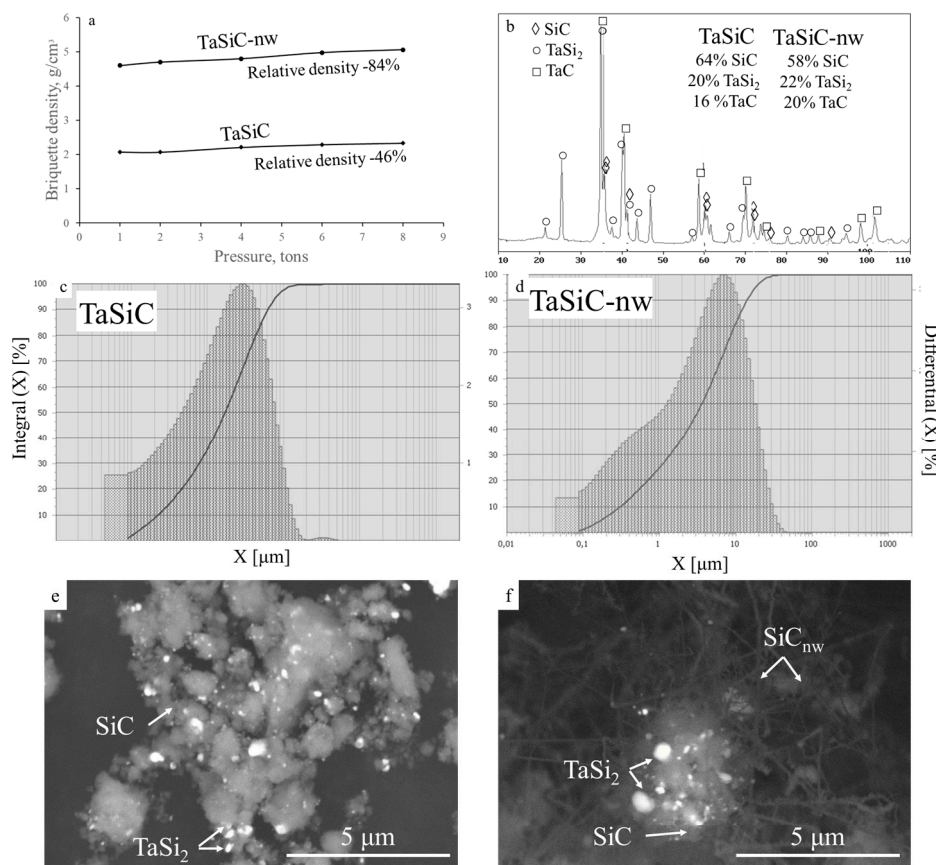 a
Briquette density, g/cm³
6
5
4
3
2
1
0
TaSiC-nw
Relative density -84%
TaSiC
Relative density -46%
0 1 2 3 4 5 6 7 8 9
Pressure, tons
b
SiC
TaSi₂
TaC
TaSiC
64% SiC
20% TaSi₂
16 %TaC
TaSiC-nw
58% SiC
22% TaSi₂
20% TaC
10 20 30 40 50 60 70 80 90 100 110
c
TaSiC
Integral (X) [%]
100
90
80
70
60
50
40
30
20
10
3
2
1
X [μm]
d
TaSiC-nw
Differential (X) [%]
100
90
80
70
60
50
40
30
20
10
0,01 0,1 1 10 100 1000
X [μm]
e
SiC
TaSi₂
5 μm
f
SiCnw
TaSi₂
SiC
5 μm